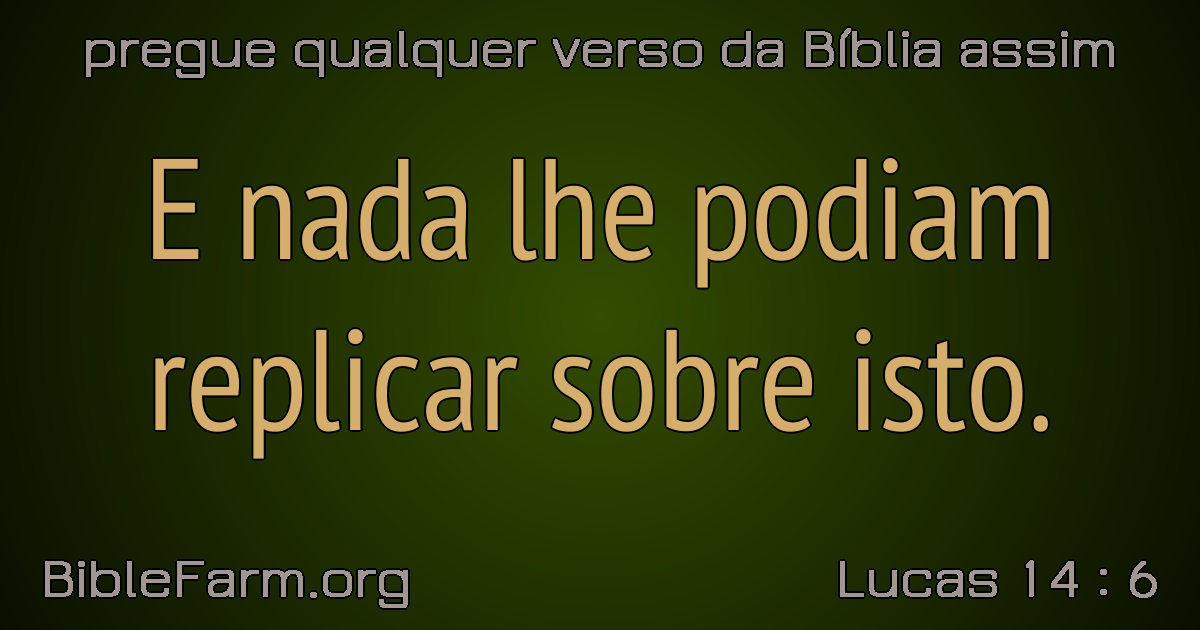 pregue qualquer verso da Bíblia assim
E nada lhe podiam
replicar sobre isto.
BibleFarm.org
Lucas 14 : 6